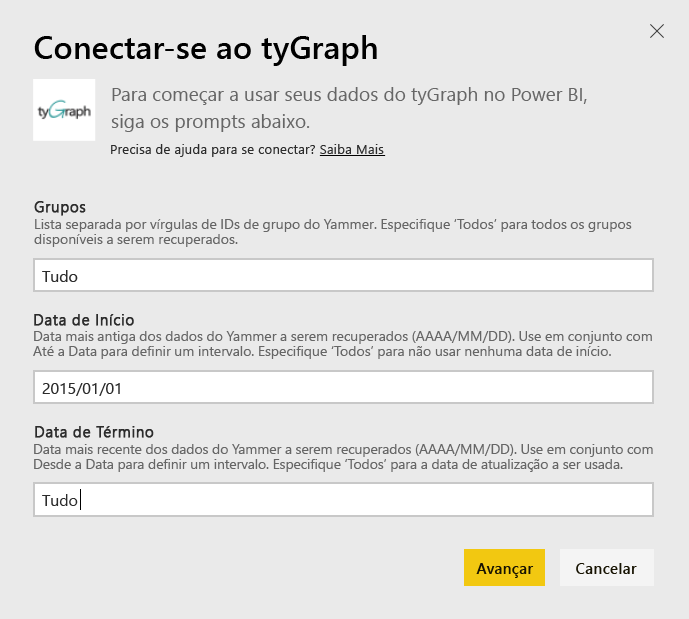 Conectar-se ao tyGraph
tyGraph
Para começar a usar seus dados do tyGraph no Power BI,
siga os prompts abaixo.
Precisa de ajuda para se conectar? Saiba Mais
Grupos
Lista separada por vírgulas de IDs de grupo do Yammer. Especifique ‘Todos’ para todos os grupos
disponíveis a serem recuperados.
Tudo
Data de Início
Data mais antiga dos dados do Yammer a serem recuperados (AAAA/MM/DD). Use em conjunto com
Até a Data para definir um intervalo. Especifique ‘Todos’ para não usar nenhuma data de início.
2015/01/01
Data de Término
Data mais recente dos dados do Yammer a serem recuperados (AAAA/MM/DD). Use em conjunto com
Desde a Data para definir um intervalo. Especifique ‘Todos’ para a data de atualização a ser usada.
Tudo
Avançar
Cancelar